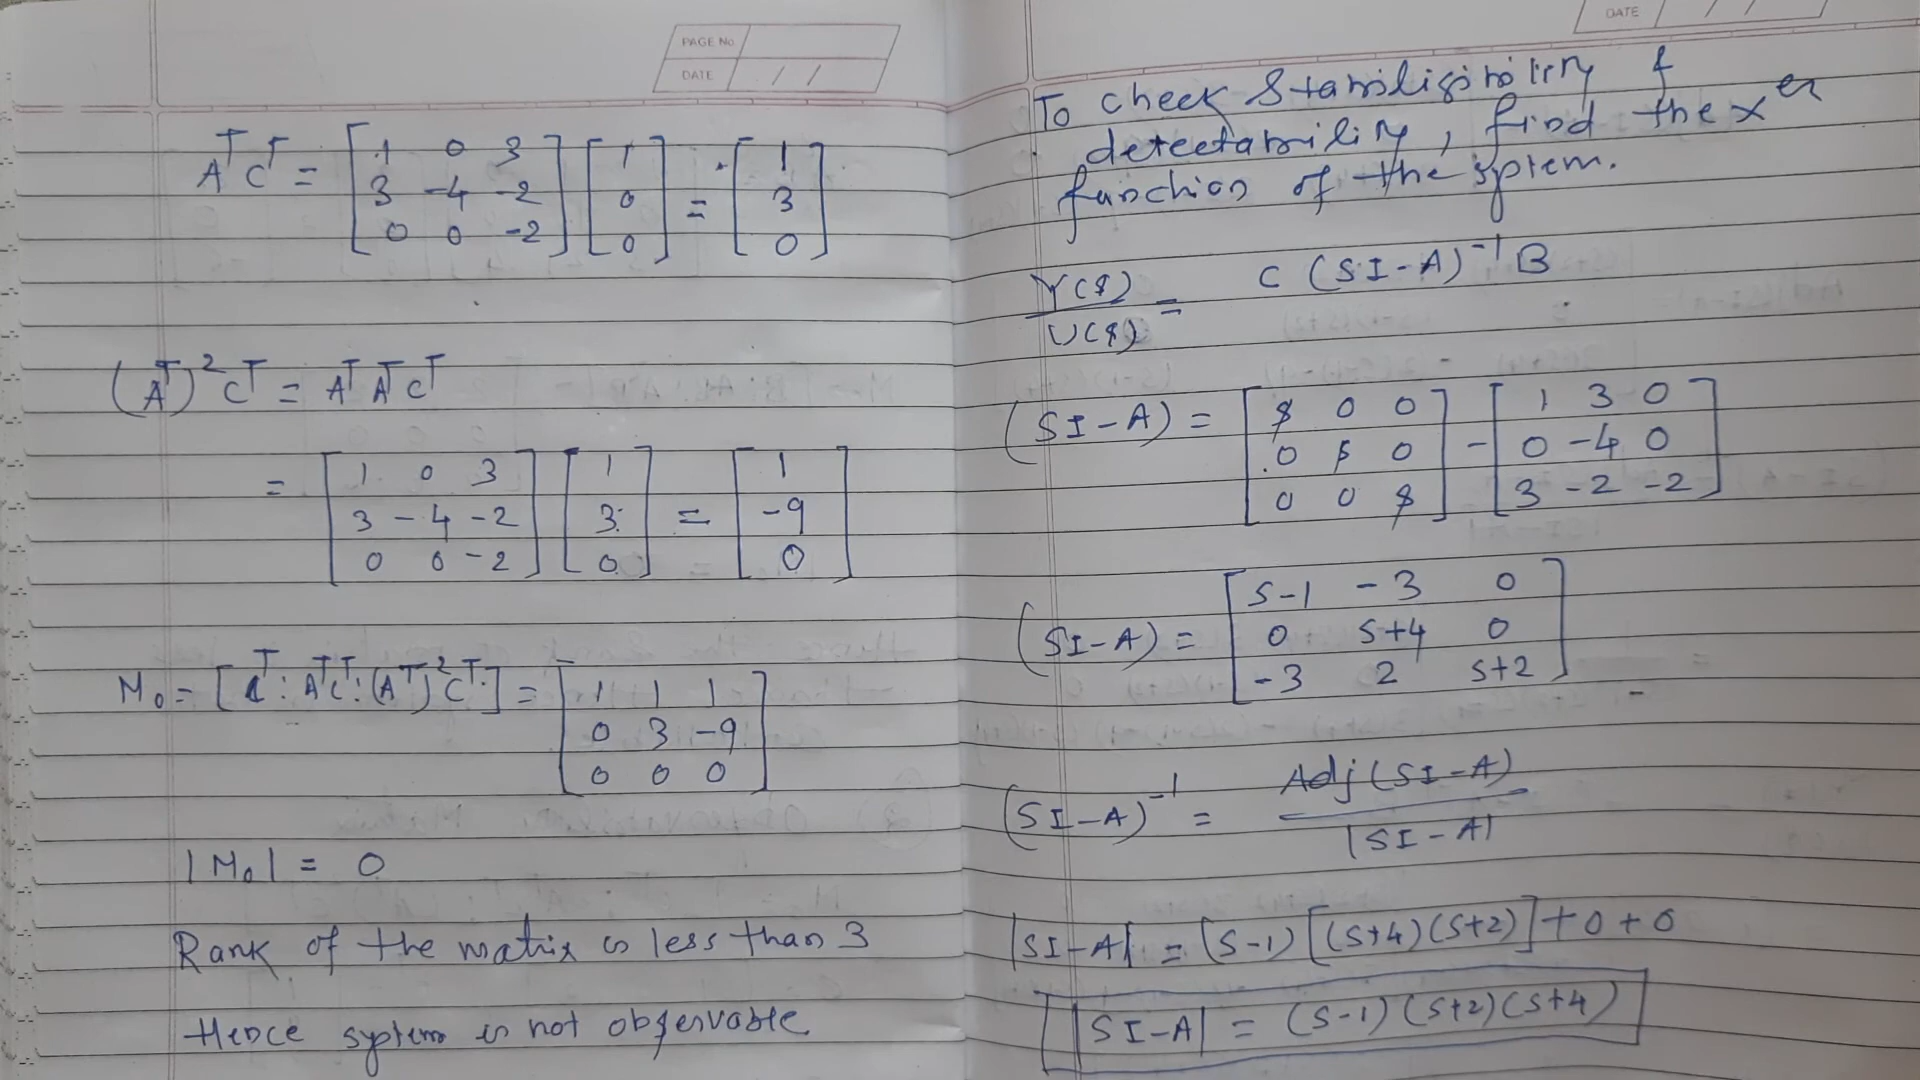 PAGE No.
DATE / /
A^T C^T = [1 0 3; 3 -4 -2; 0 0 -2] [1; 0; 0] = [1; 3; 0]
(A^T)^2 C^T = A^T A^T C^T
= [1 0 3; 3 -4 -2; 0 0 -2] [1; 3; 0] = [1; -9; 0]
M_o = [C^T : A^T C^T : (A^T)^2 C^T] = [1 1 1; 0 3 -9; 0 0 0]
|M_o| = 0
Rank of the matrix is less than 3
Hence system is not observable
DATE / /
To check Stabiligibility &
detectability, find the x^er
function of the system.
Y(s)/U(s) = C (SI-A)^-1 B
(SI-A) = [s 0 0; 0 s 0; 0 0 s] - [1 3 0; 0 -4 0; 3 -2 -2]
(SI-A) = [s-1 -3 0; 0 s+4 0; -3 2 s+2]
(SI-A)^-1 = Adj(SI-A) / |SI-A|
|SI-A| = (s-1) [(s+4)(s+2)] + 0 + 0
|SI-A| = (s-1)(s+2)(s+4)